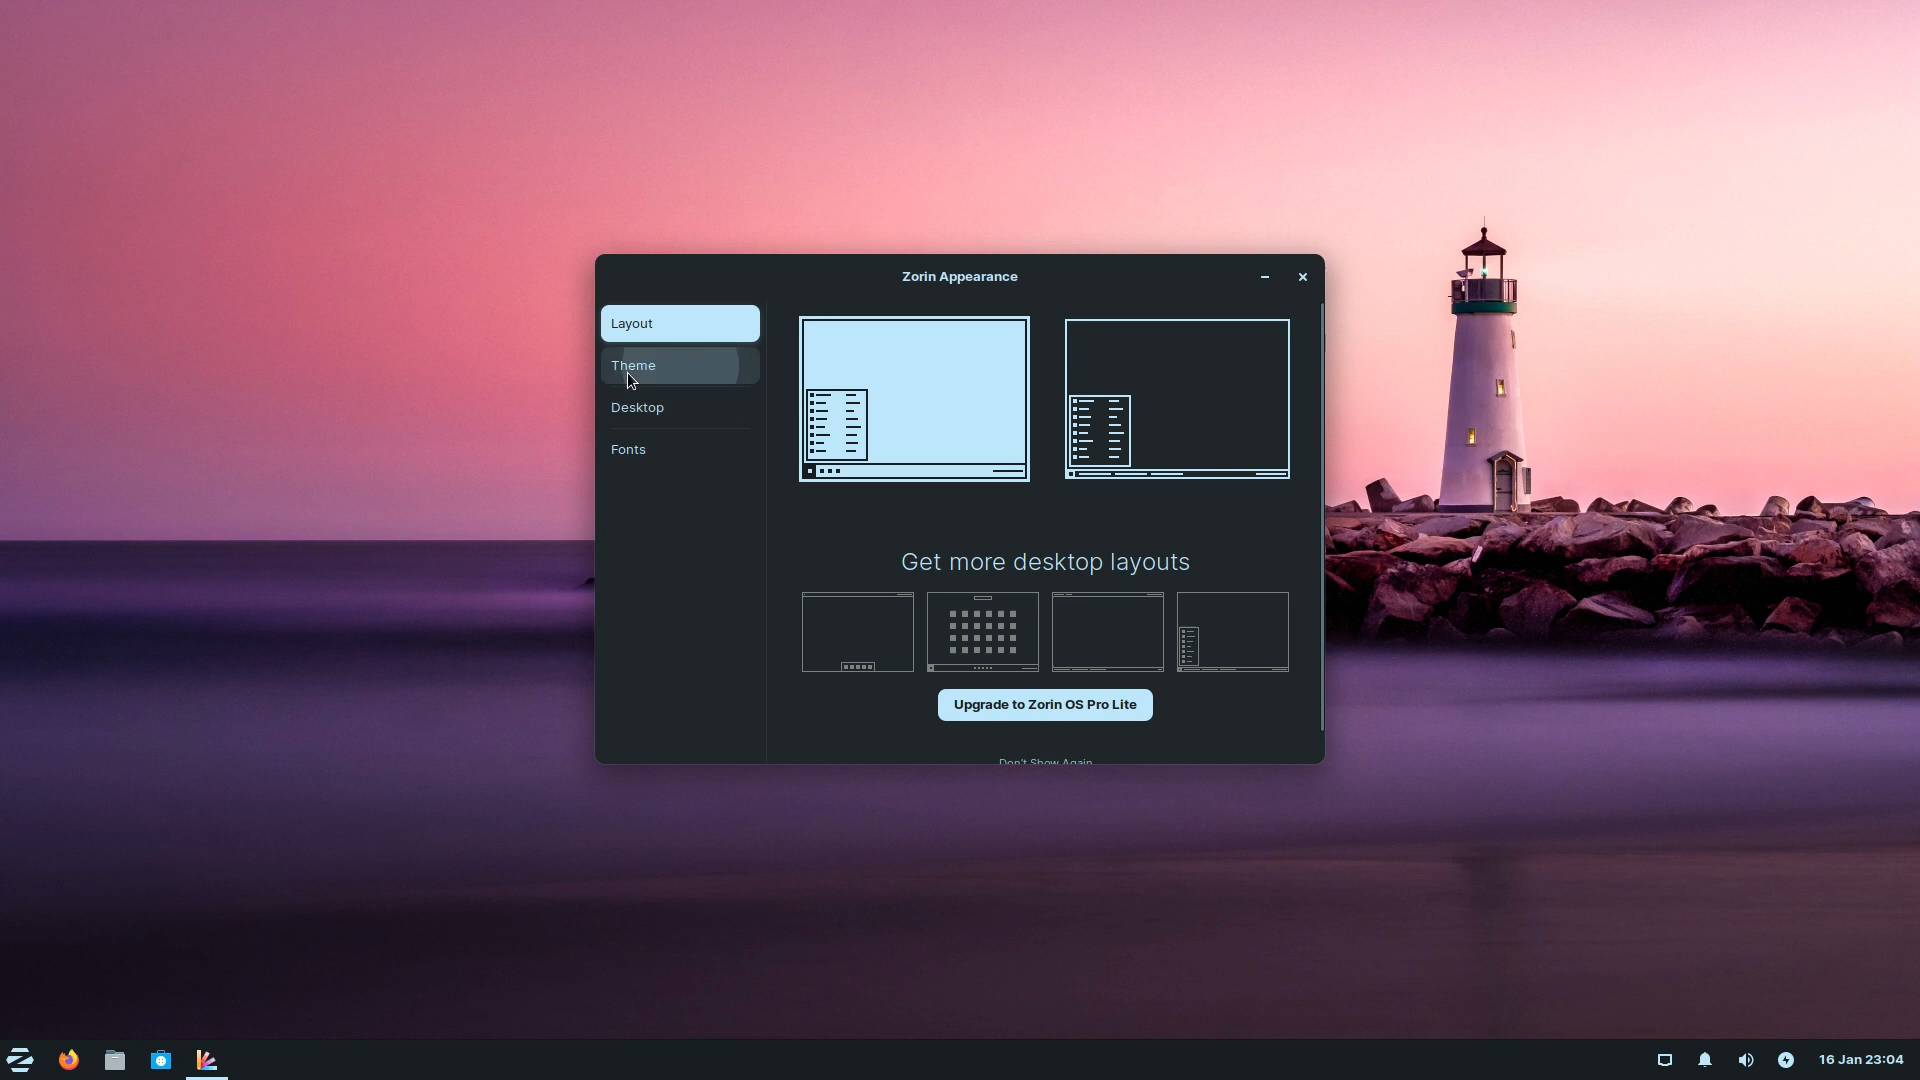 Zorin Appearance
Layout
Theme
Desktop
Fonts
Get more desktop layouts
Upgrade to Zorin OS Pro Lite
Don't Show Again
16 Jan 23:04